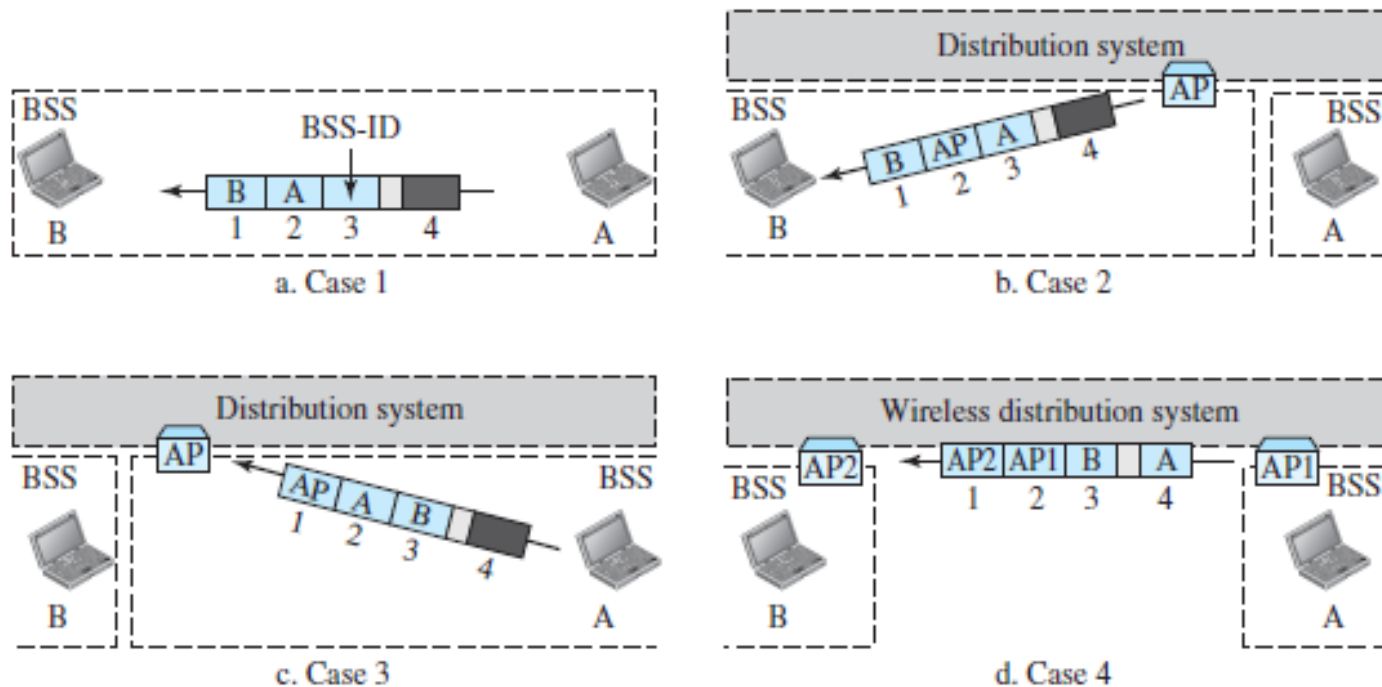 BSS
BSS-ID
B A
1 2 3 4
B
A
a. Case 1
Distribution system
AP
BSS
BSS
B AP A
1 2 3 4
B
A
b. Case 2
Distribution system
AP
BSS
BSS
AP A B
1 2 3 4
B
A
c. Case 3
Wireless distribution system
AP2
AP2 AP1 B A
AP1
BSS
BSS
1 2 3 4
B
A
d. Case 4